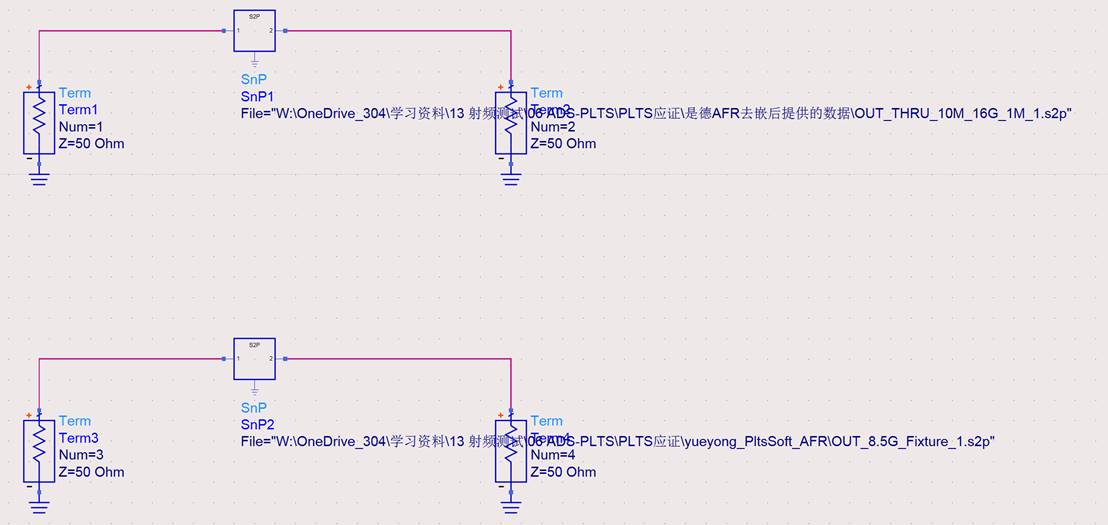 S2P
1
2
SnP
SnP1
File="W:\OneDrive_304\学习资料\13 射频测试\06 ADS-PLTS\PLTS应证\是德AFR去嵌后提供的数据\OUT_THRU_10M_16G_1M_1.s2p"
+
Term
Term1
Num=1
Z=50 Ohm
-
+
Term
Term2
Num=2
Z=50 Ohm
-
S2P
1
2
SnP
SnP2
File="W:\OneDrive_304\学习资料\13 射频测试\06 ADS-PLTS\PLTS应证\yueyong_PltsSoft_AFR\OUT_8.5G_Fixture_1.s2p"
+
Term
Term3
Num=3
Z=50 Ohm
-
+
Term
Term4
Num=4
Z=50 Ohm
-